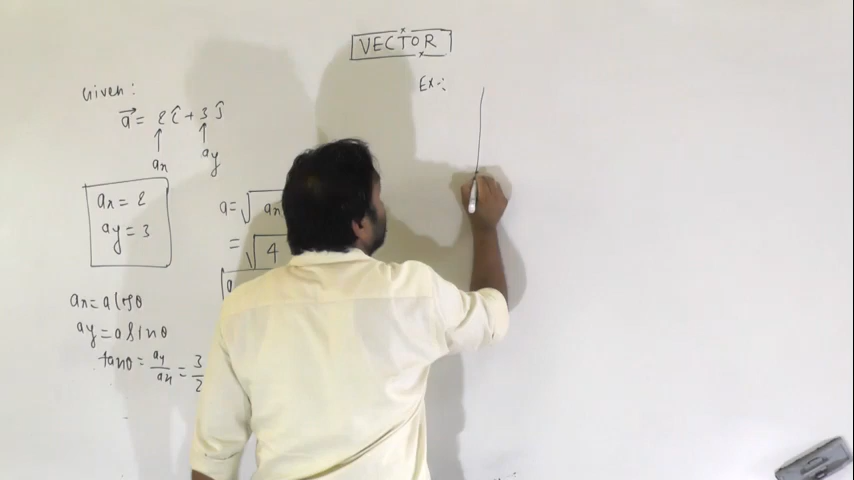 VECTOR
Given:
a⃗ = 2î + 3ĵ
↑ ↑
ax ay
ax = 2
ay = 3
ax = a cosθ
ay = a sinθ
tanθ = ay/ax = 3/2
a = √ax
= √4
a
Ex: